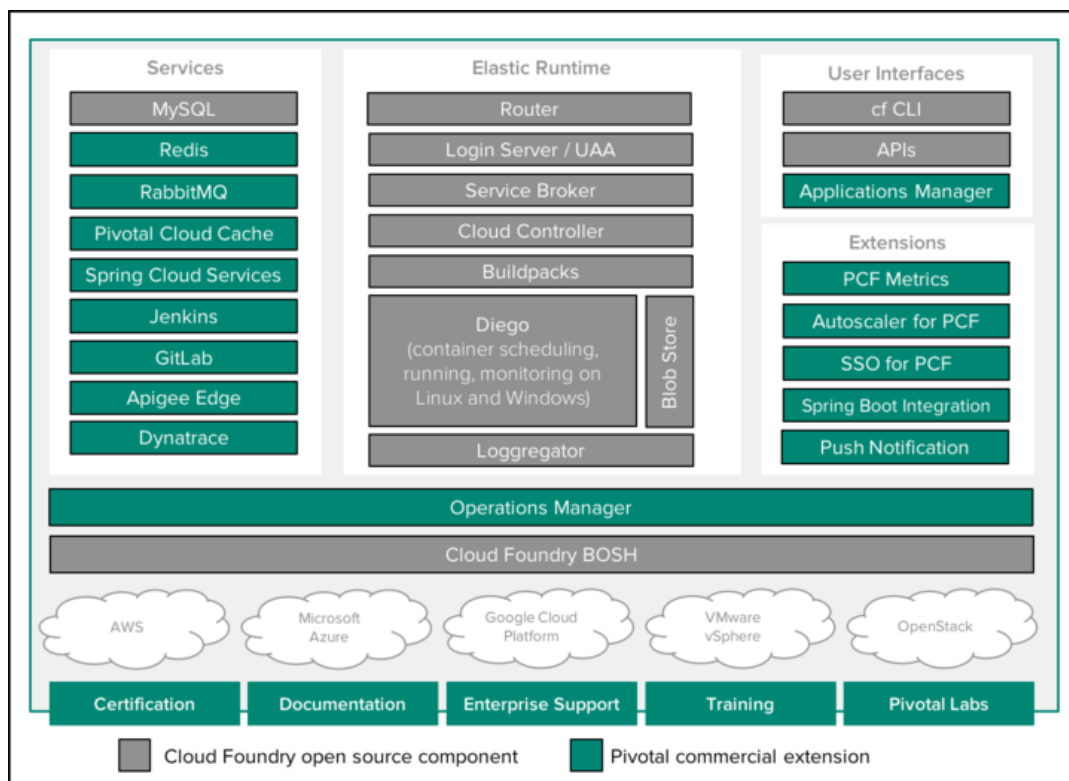 Services
MySQL
Redis
RabbitMQ
Pivotal Cloud Cache
Spring Cloud Services
Jenkins
GitLab
Apigee Edge
Dynatrace
Elastic Runtime
Router
Login Server / UAA
Service Broker
Cloud Controller
Buildpacks
Diego
(container scheduling,
running, monitoring on
Linux and Windows)
Blob Store
Loggregator
User Interfaces
cf CLI
APIs
Applications Manager
Extensions
PCF Metrics
Autoscaler for PCF
SSO for PCF
Spring Boot Integration
Push Notification
Operations Manager
Cloud Foundry BOSH
AWS
Microsoft
Azure
Google Cloud
Platform
VMware
vSphere
OpenStack
Certification
Documentation
Enterprise Support
Training
Pivotal Labs
Cloud Foundry open source component
Pivotal commercial extension